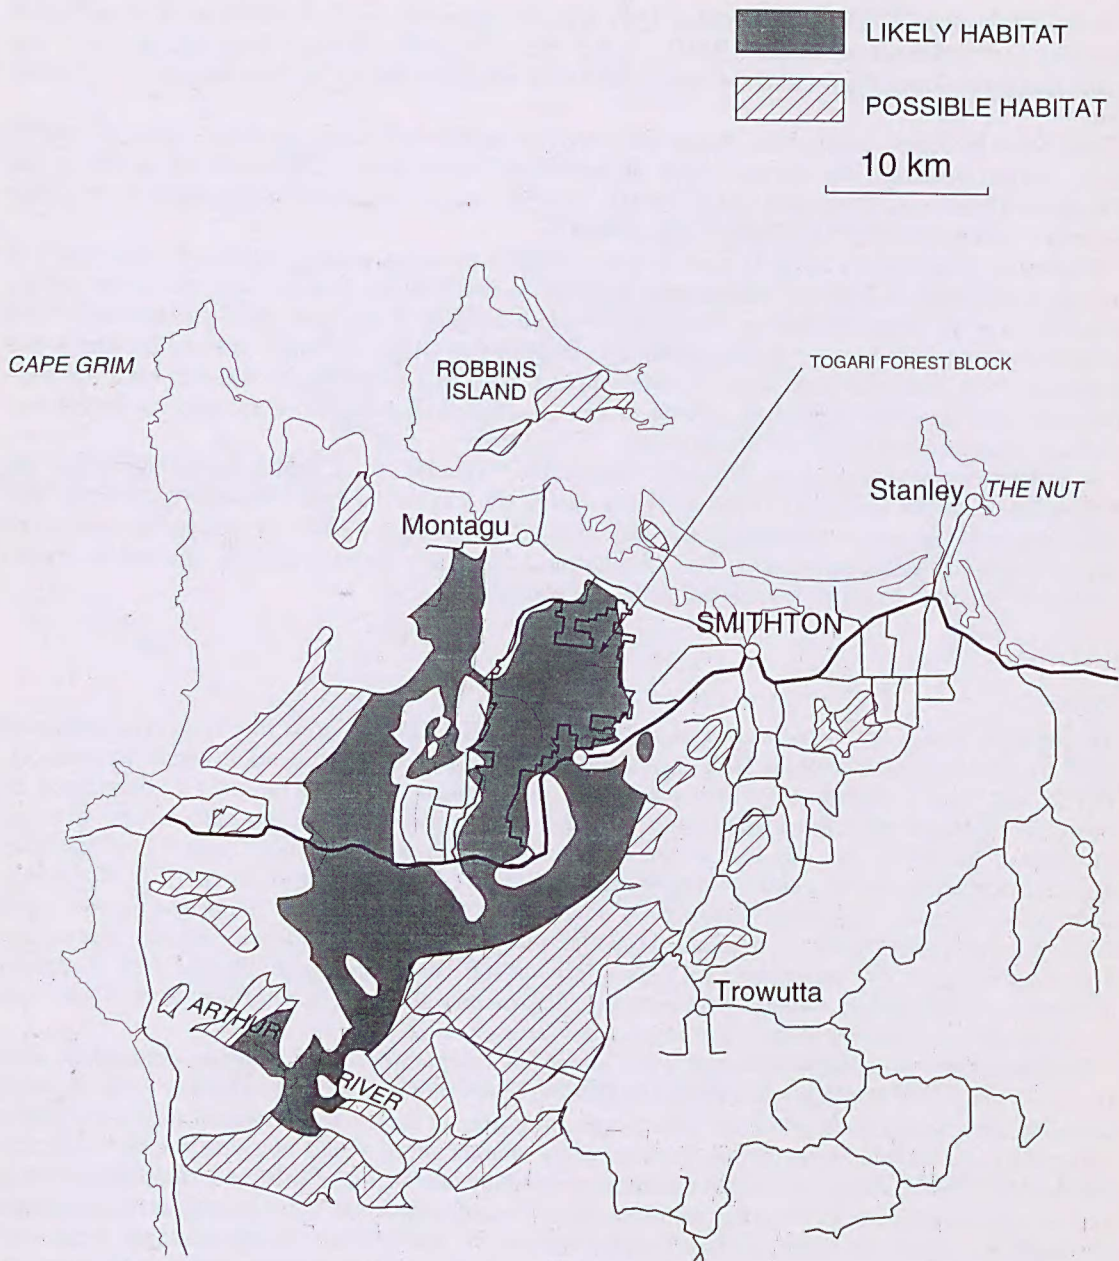 LIKELY HABITAT
POSSIBLE HABITAT
10 km
CAPE GRIM
ROBBINS
ISLAND
TOGARI FOREST BLOCK
Stanley
THE NUT
Montagu
SMITHTON
Trowutta
ARTHUR
RIVER